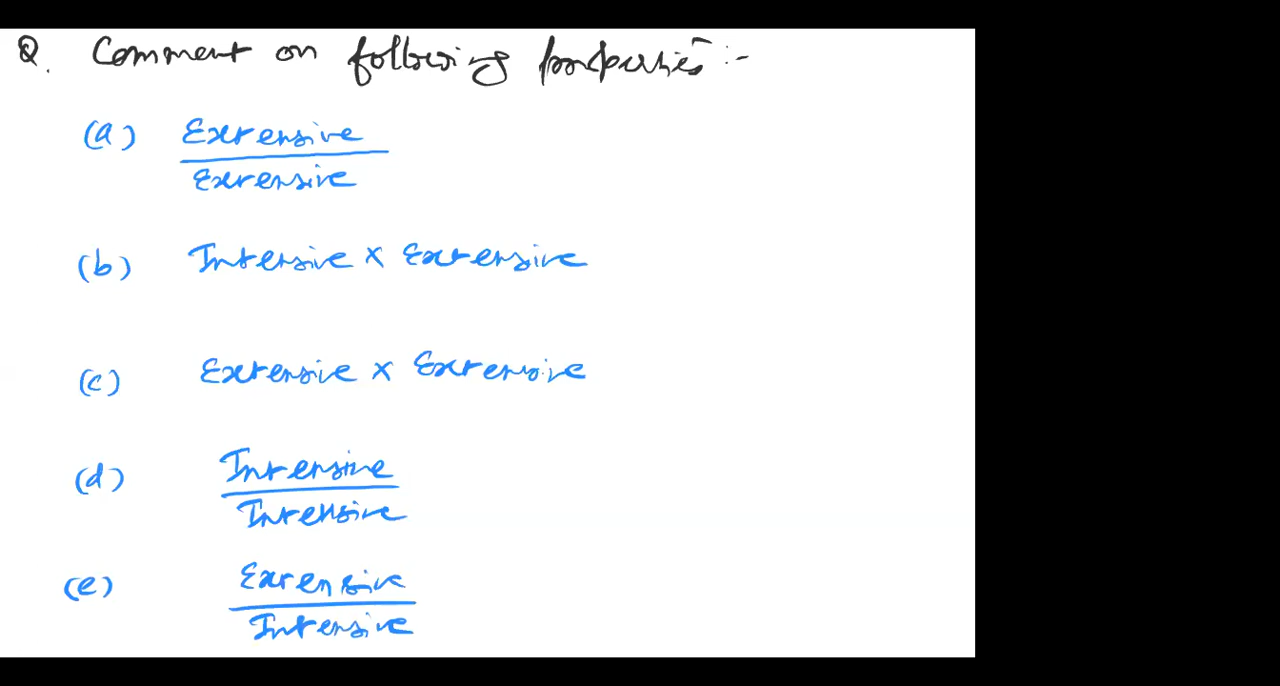 Q. Comment on following properties :-
(a) Extensive
Extensive
(b) Intensive x Extensive
(c) Extensive x Extensive
(d) Intensive
Intensive
(e) Extensive
Intensive